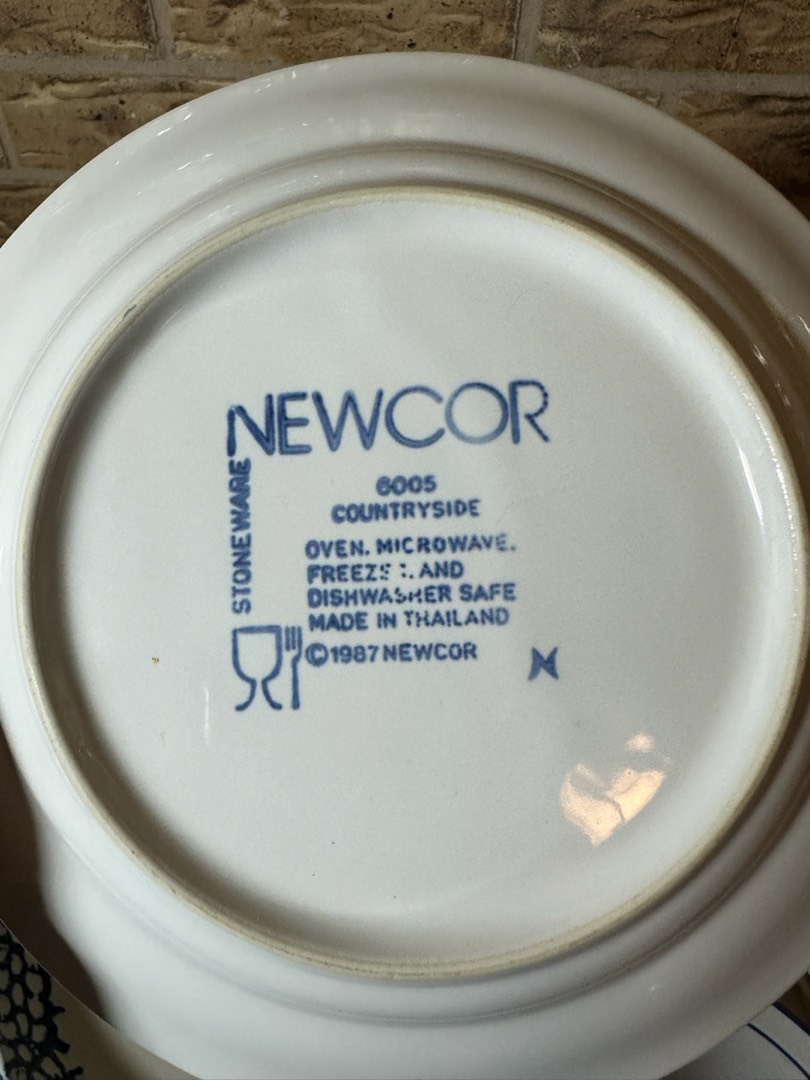 NEWCOR
STONEWARE
6005
COUNTRYSIDE
OVEN, MICROWAVE,
AND
DISHWASHER SAFE
MADE IN THAILAND
©1987 NEWCOR